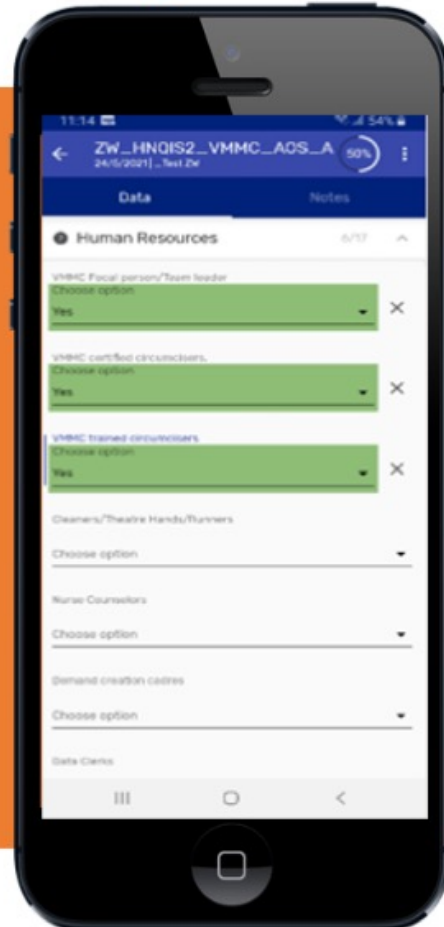 11:14 54%
ZW_HNQIS2_VMMC_AOS_A 50%
24/5/2021 | _Test ZW
Data Notes
Human Resources 6/17
VMMC Focal person/Team leader
Choose option
Yes
VMMC certified circumcisers.
Choose option
Yes
VMMC trained circumcisers
Choose option
Yes
Cleaners/Theatre Hands/Runners
Choose option
Nurse Counselors
Choose option
Demand creation cadres
Choose option
Data Clerks